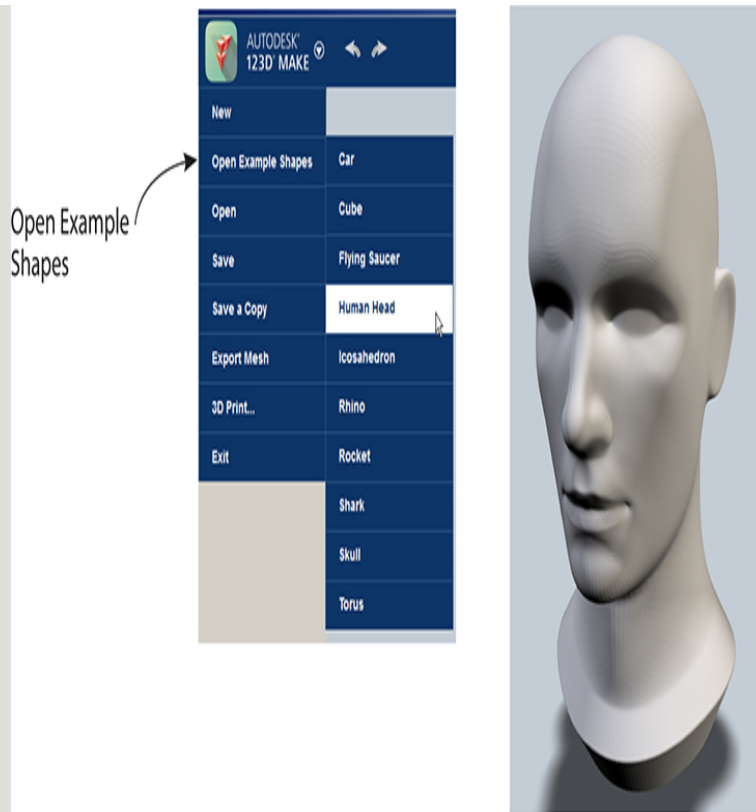 AUTODESK®
123D® MAKE
New
Open Example Shapes
Open
Save
Save a Copy
Export Mesh
3D Print...
Exit
Car
Cube
Flying Saucer
Human Head
Icosahedron
Rhino
Rocket
Shark
Skull
Torus
Open Example
Shapes